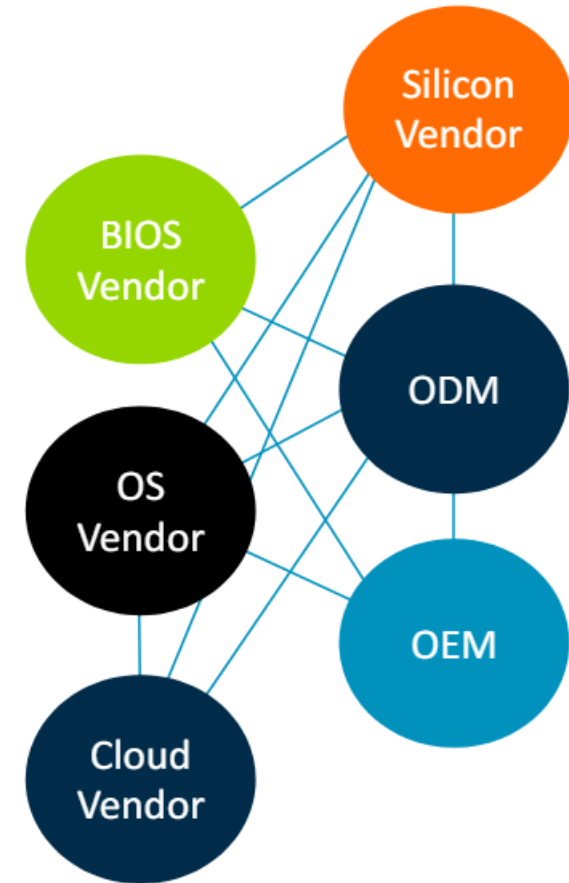 Silicon
Vendor
BIOS
Vendor
ODM
OS
Vendor
OEM
Cloud
Vendor